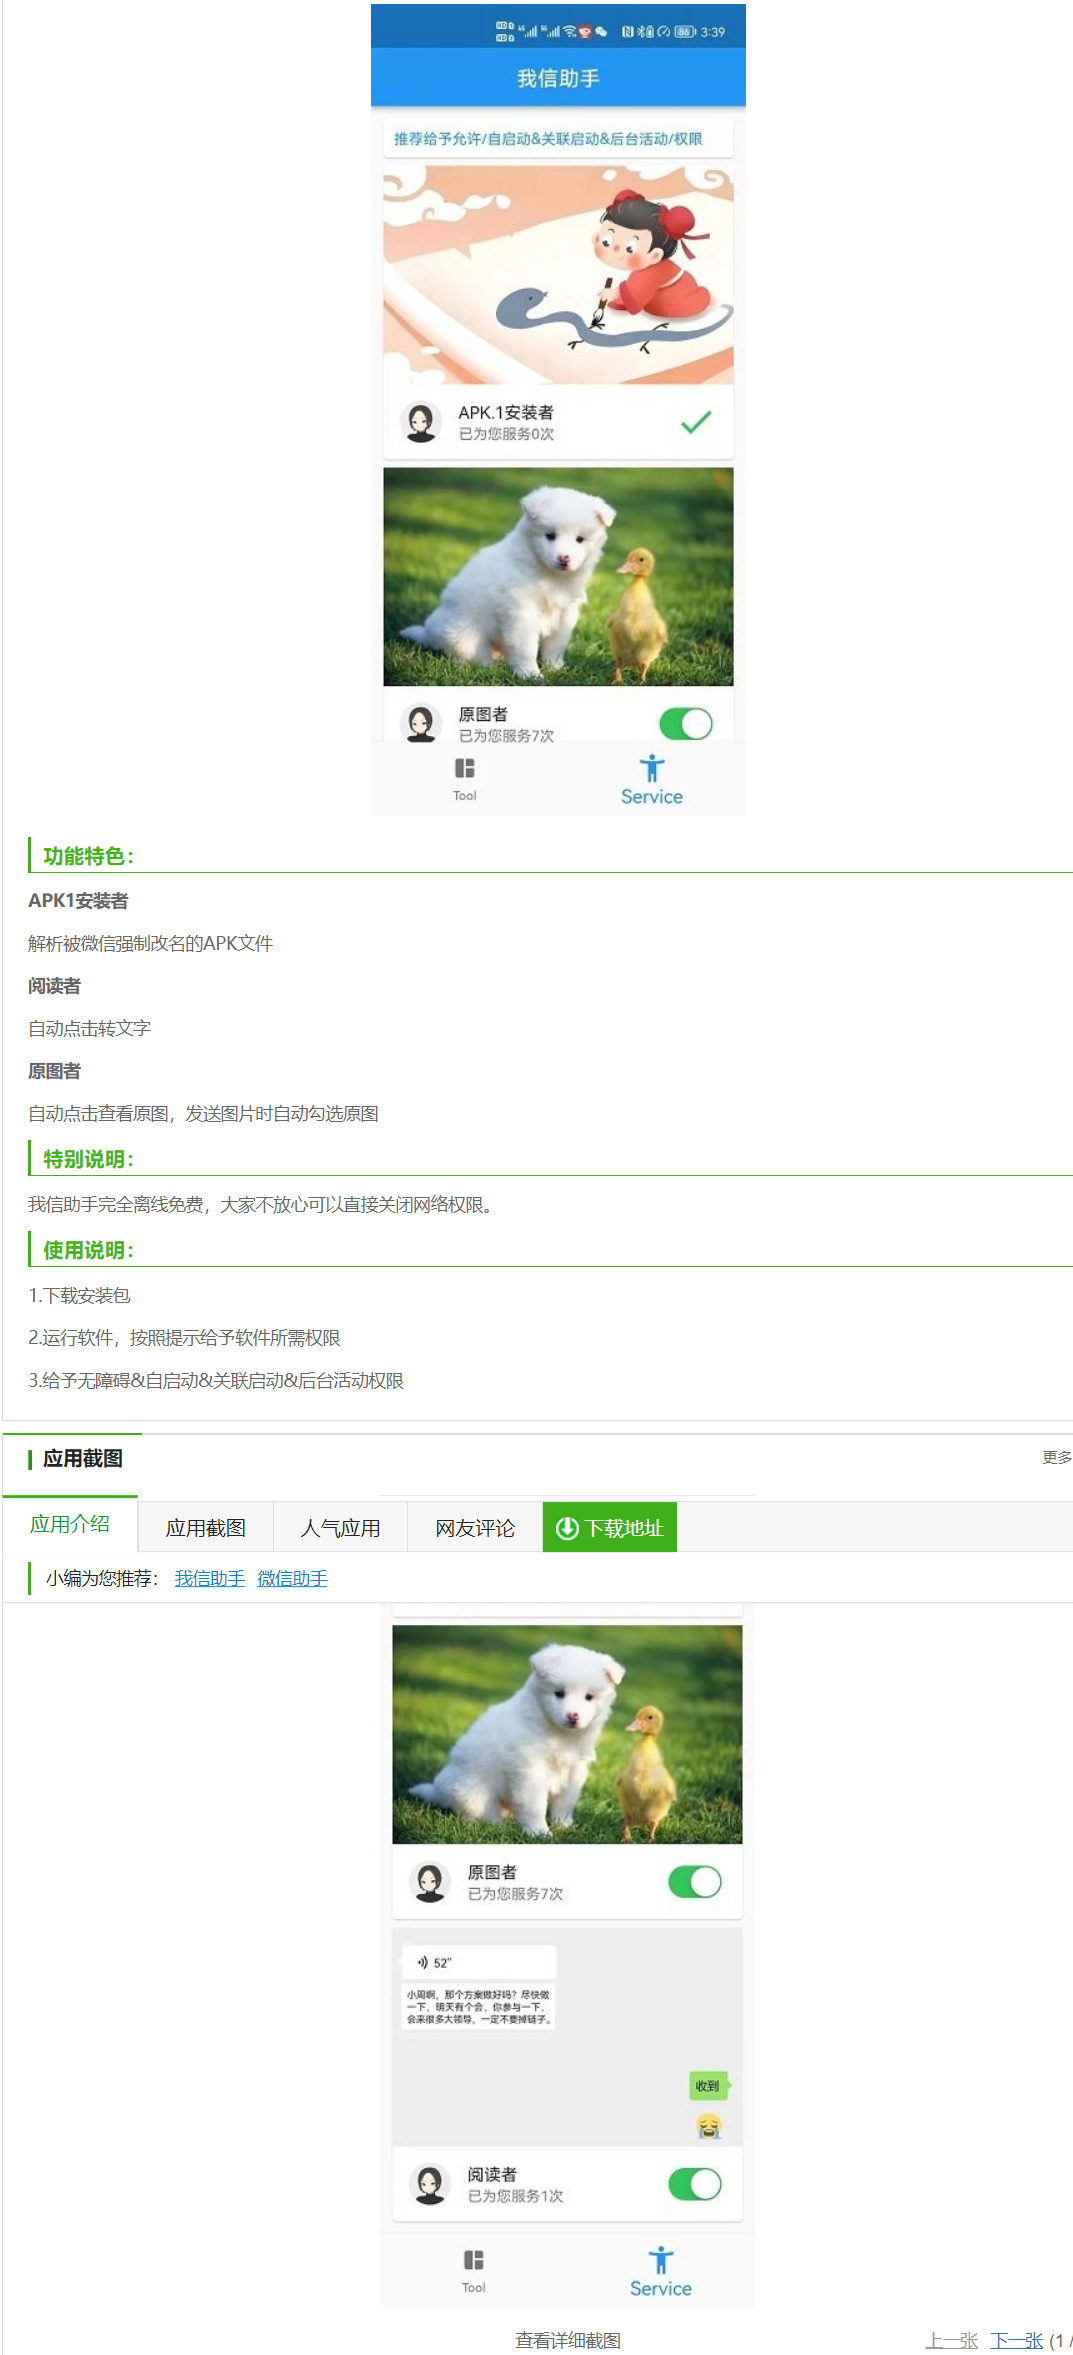 3:39
我信助手
推荐给予允许/自启动&关联启动&后台活动/权限
APK.1安装者
已为您服务0次
原图者
已为您服务7次
Tool
Service
功能特色：
APK1安装者
解析被微信强制改名的APK文件
阅读者
自动点击转文字
原图者
自动点击查看原图，发送图片时自动勾选原图
特别说明：
我信助手完全离线免费，大家不放心可以直接关闭网络权限。
使用说明：
1.下载安装包
2.运行软件，按照提示给予软件所需权限
3.给予无障碍&自启动&关联启动&后台活动权限
应用截图
更多
应用介绍 应用截图 人气应用 网友评论 下载地址
小编为您推荐： 我信助手 微信助手
原图者
已为您服务7次
52"
小周啊，那个方案做好吗？尽快做
一下，明天有个会，你参与一下，
会来很多大领导，一定不要掉链子。
收到
阅读者
已为您服务1次
Tool
Service
查看详细截图
上一张 下一张 (1 /